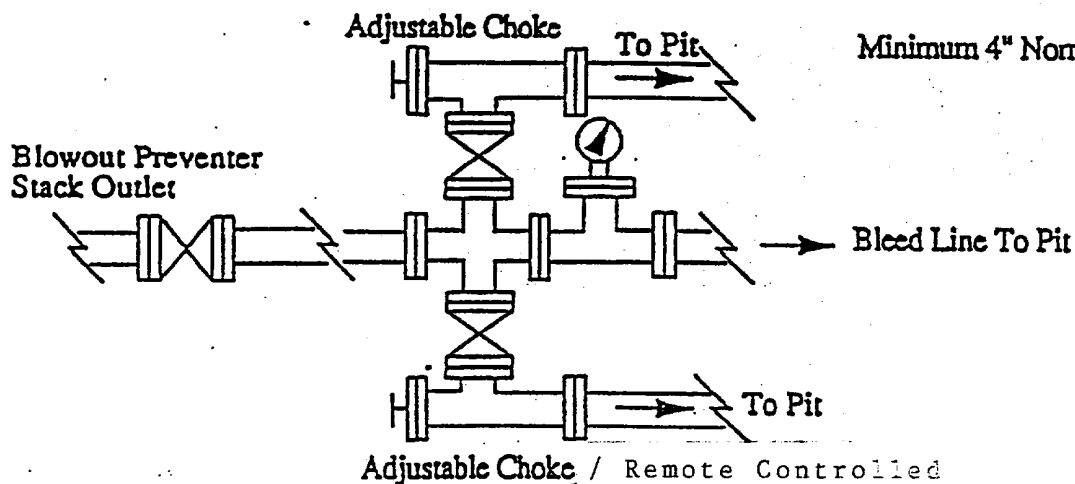 Adjustable Choke
To Pit
Minimum 4"
Blowout Preventer
Stack Outlet
Bleed Line To Pit
To Pit
Adjustable Choke / Remote Controlled